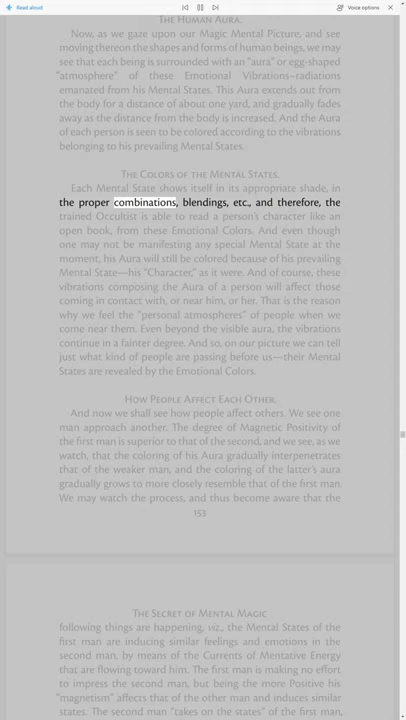 Read aloud
Voice options
The Human Aura.
Now, as we gaze upon our Magic Mental Picture, and see
moving thereon the shapes and forms of human beings, we may
see that each being is surrounded with an "aura" or egg-shaped
"atmosphere" of these Emotional Vibrations–radiations
emanated from his Mental States. This Aura extends out from
the body for a distance of about one yard, and gradually fades
away as the distance from the body is increased. And the Aura
of each person is seen to be colored according to the vibrations
belonging to his prevailing Mental States.
The Colors of the Mental States.
Each Mental State shows itself in its appropriate shade, in
the proper combinations, blendings, etc., and therefore, the
trained Occultist is able to read a person's character like an
open book, from these Emotional Colors. And even though
one may not be manifesting any special Mental State at the
moment, his Aura will still be colored because of his prevailing
Mental State—his "Character," as it were. And of course, these
vibrations composing the Aura of a person will affect those
coming in contact with, or near him, or her. That is the reason
why we feel the "personal atmospheres" of people when we
come near them. Even beyond the visible aura, the vibrations
continue in a fainter degree. And so, on our picture we can tell
just what kind of people are passing before us—their Mental
States are revealed by the Emotional Colors.
How People Affect Each Other.
And now we shall see how people affect others. We see one
man approach another. The degree of Magnetic Positivity of
the first man is superior to that of the second, and we see, as we
watch, that the coloring of his Aura gradually interpenetrates
that of the weaker man, and the coloring of the latter's aura
gradually grows to more closely resemble that of the first man.
We may watch the process, and thus become aware that the
153
The Secret of Mental Magic
following things are happening, viz., the Mental States of the
first man are inducing similar feelings and emotions in the
second man, by means of the Currents of Mentative Energy
that are flowing toward him. The first man is making no effort
to impress the second man, but being the more Positive his
"magnetism" affects that of the other man and induces similar
states. The second man "takes on the states" of the first man,